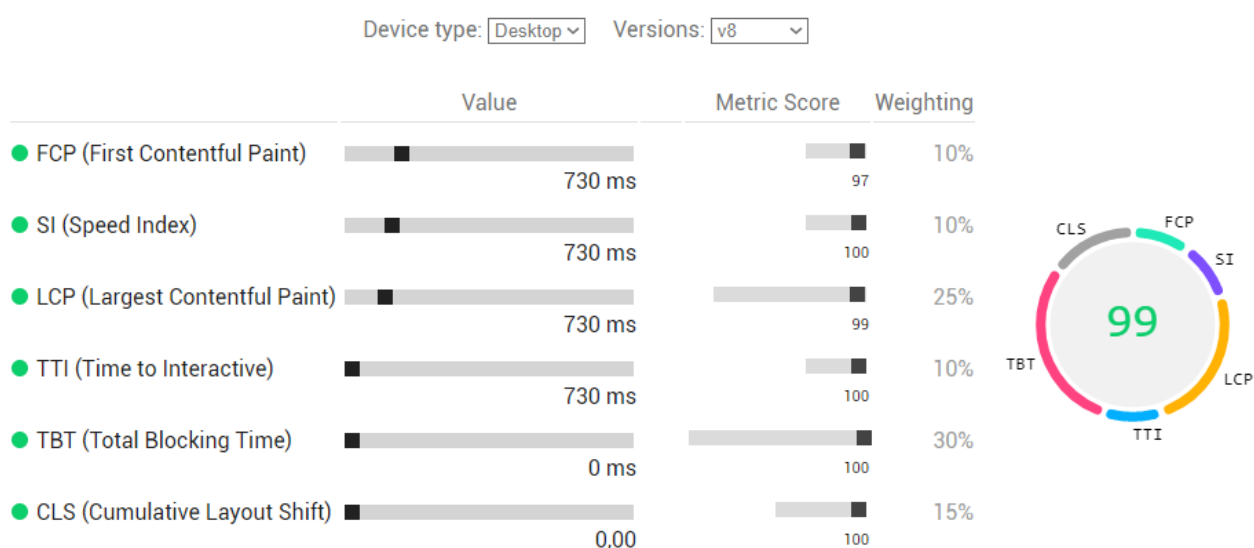 Device type: Desktop Versions: v8
Value Metric Score Weighting
FCP (First Contentful Paint) 10%
730 ms 97
SI (Speed Index) 10%
730 ms 100
LCP (Largest Contentful Paint) 25%
730 ms 99
TTI (Time to Interactive) 10%
730 ms 100
TBT (Total Blocking Time) 30%
0 ms 100
CLS (Cumulative Layout Shift) 15%
0,00 100
CLS FCP
SI
99
TBT
LCP
TTI